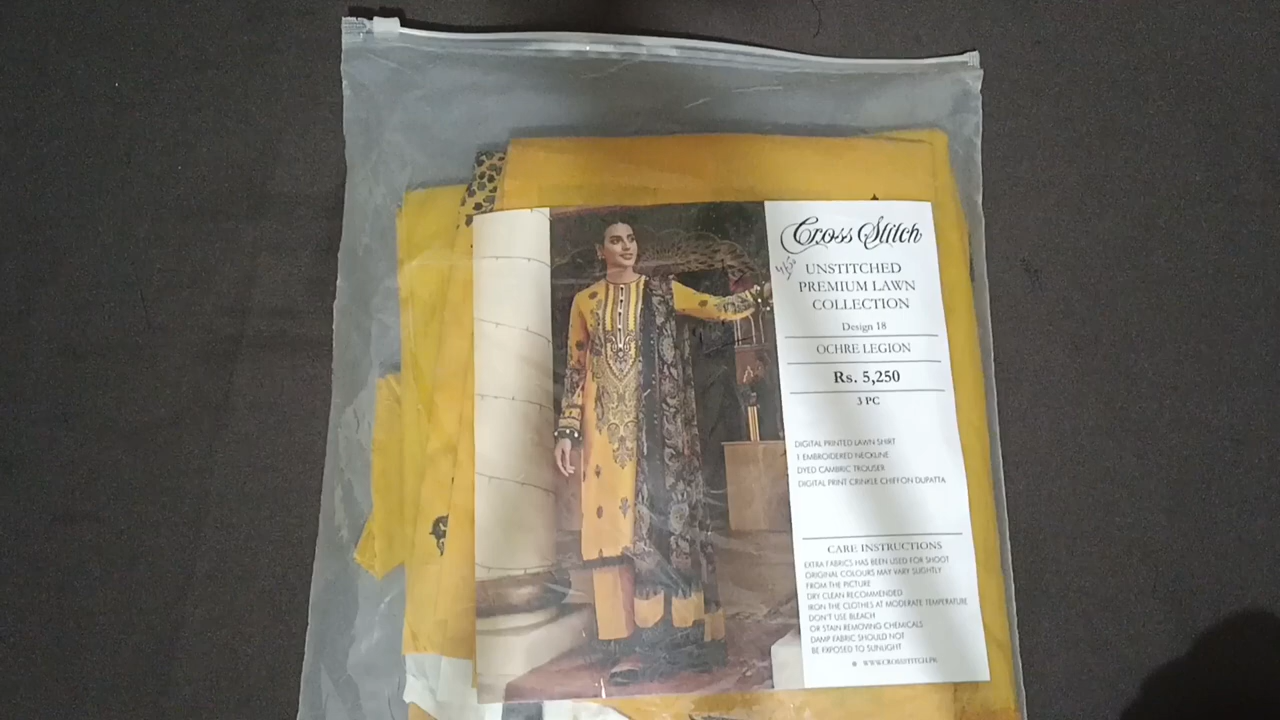 Cross Stitch
UNSTITCHED
PREMIUM LAWN
COLLECTION
Design 18
OCHRE LEGION
Rs. 5,250
3 PC
DIGITAL PRINTED LAWN SHIRT
1 EMBROIDERED NECKLINE
DYED CAMBRIC TROUSER
DIGITAL PRINT CRINKLE CHIFFON DUPATTA
CARE INSTRUCTIONS
EXTRA FABRICS HAS BEEN USED FOR SHOOT
ORIGINAL COLOURS MAY VARY SLIGHTLY
FROM THE PICTURE
DRY CLEAN RECOMMENDED
IRON THE CLOTHES AT MODERATE TEMPERATURE
DON'T USE BLEACH
OR STAIN REMOVING CHEMICALS
DAMP FABRIC SHOULD NOT
BE EXPOSED TO SUNLIGHT
WWW.CROSSSTITCH.PK